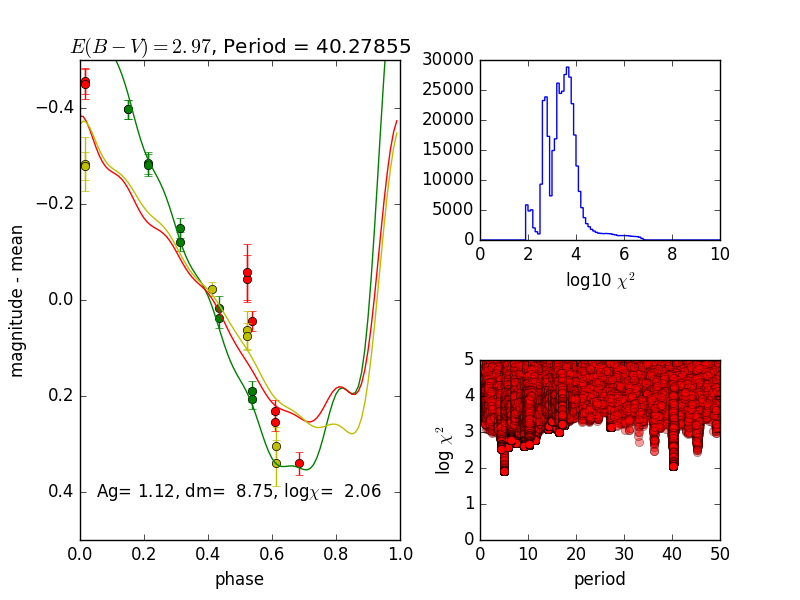 E(B − V) = 2.97, Period = 40.27855
−0.4
−0.2
0.0
0.2
0.4
magnitude - mean
Ag= 1.12, dm= 8.75, logχ= 2.06
0.0 0.2 0.4 0.6 0.8 1.0
phase
30000
25000
20000
15000
10000
5000
0
0 2 4 6 8 10
log10 χ²
5
4
3
2
1
0
log χ²
0 10 20 30 40 50
period